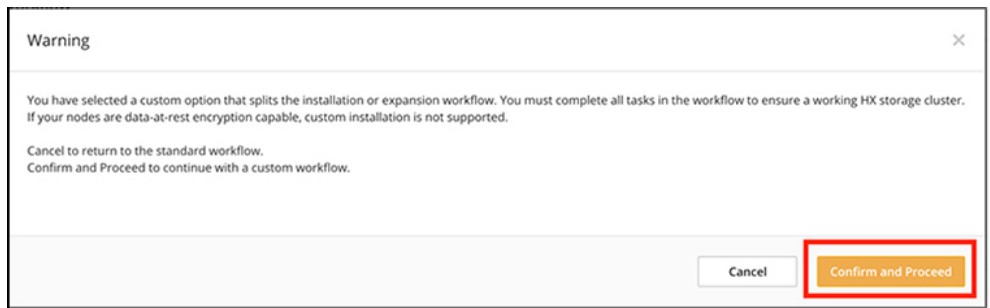 Warning
You have selected a custom option that splits the installation or expansion workflow. You must complete all tasks in the workflow to ensure a working HX storage cluster.
If your nodes are data-at-rest encryption capable, custom installation is not supported.
Cancel to return to the standard workflow.
Confirm and Proceed to continue with a custom workflow.
Cancel
Confirm and Proceed